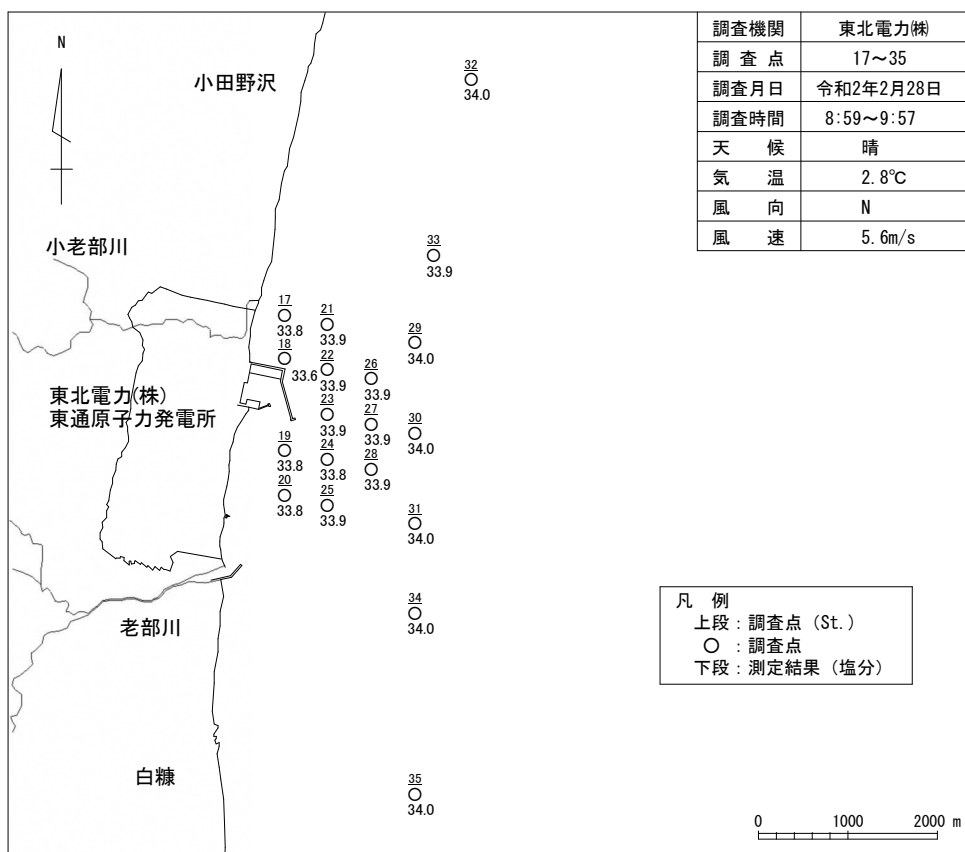 調査機関 東北電力㈱
調 査 点 17～35
調査月日 令和2年2月28日
調査時間 8:59～9:57
天 候 晴
気 温 2.8℃
風 向 N
風 速 5.6m/s
N
小田野沢
32
34.0
小老部川
33
33.9
17
33.8
21
33.9
29
34.0
18
33.6
22
33.9
26
33.9
東北電力(株)
東通原子力発電所
23
33.9
27
33.9
30
34.0
19
33.8
24
33.8
28
33.9
20
33.8
25
33.9
31
34.0
34
34.0
老部川
凡 例
上段：調査点（St.）
○ ：調査点
下段：測定結果（塩分）
白糠
35
34.0
0 1000 2000 m